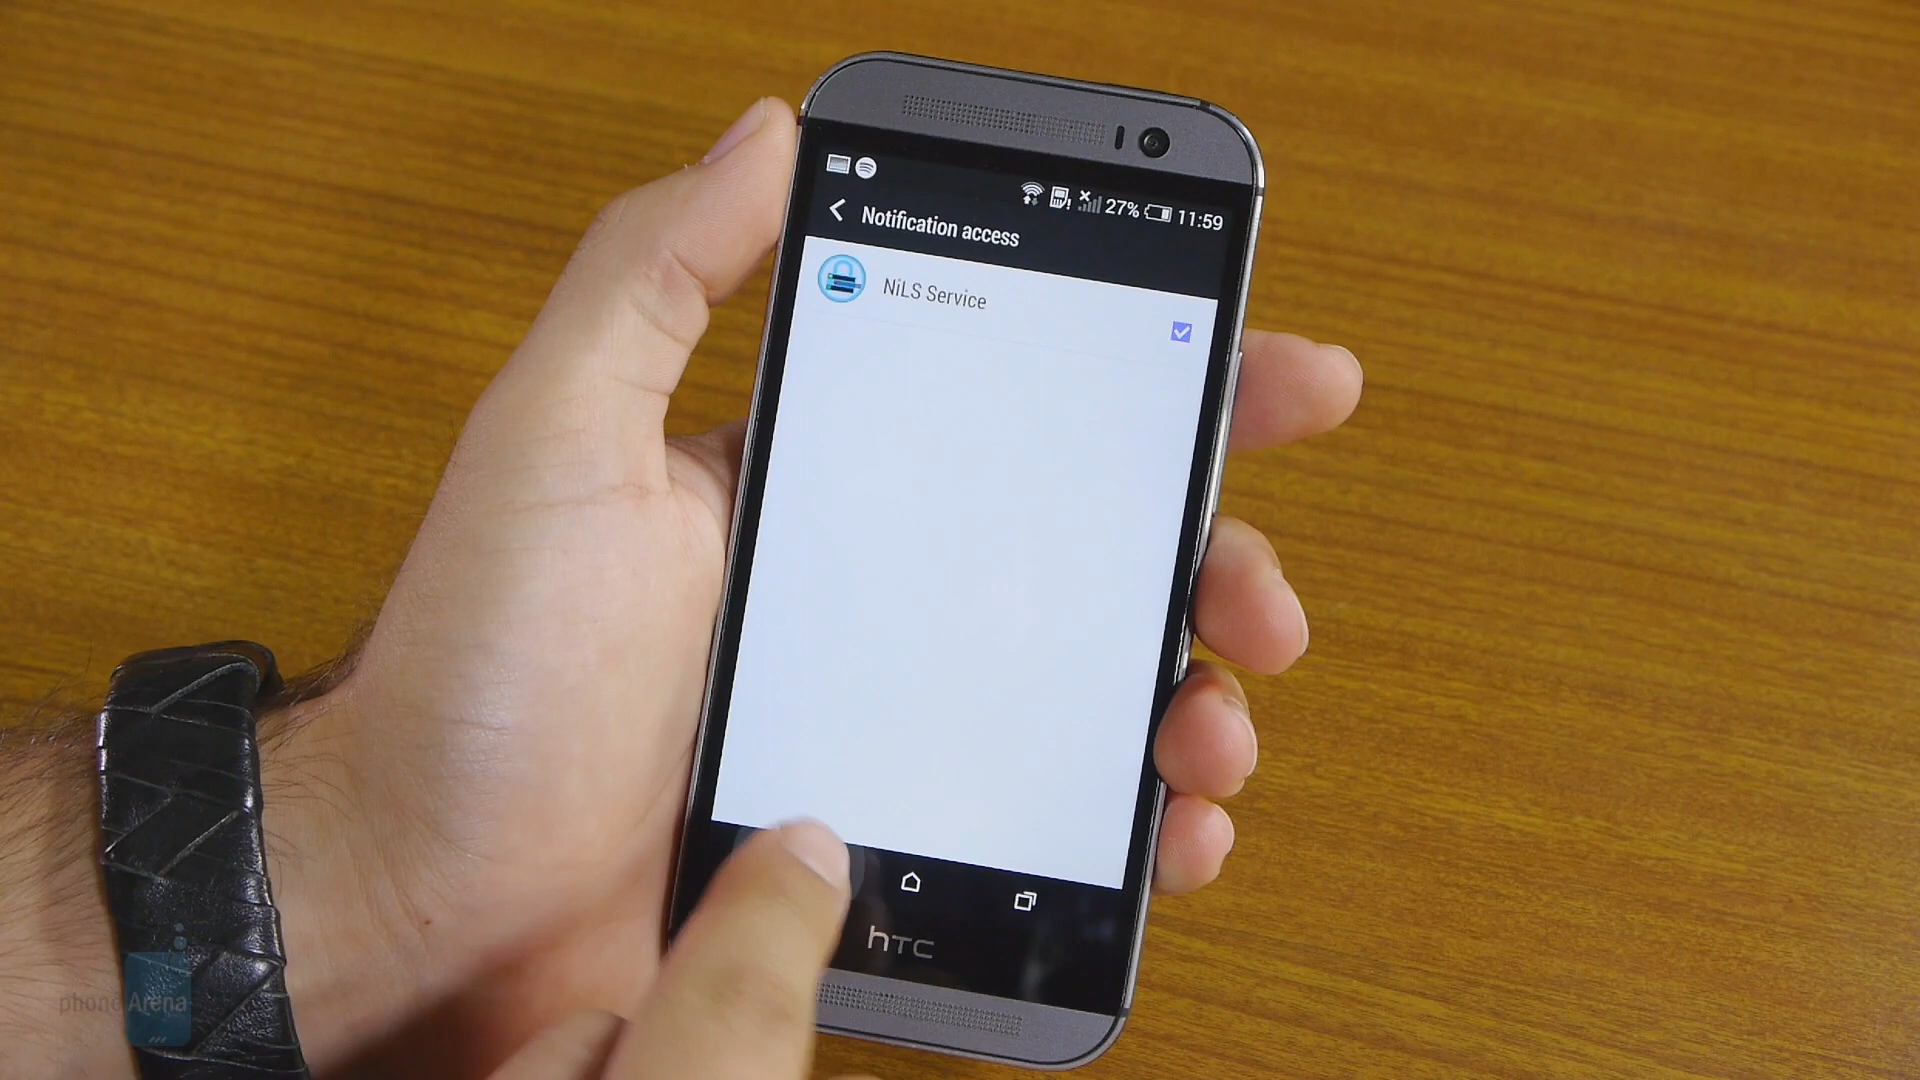 27% 11:59
Notification access
NiLS Service
hTC
phoneArena